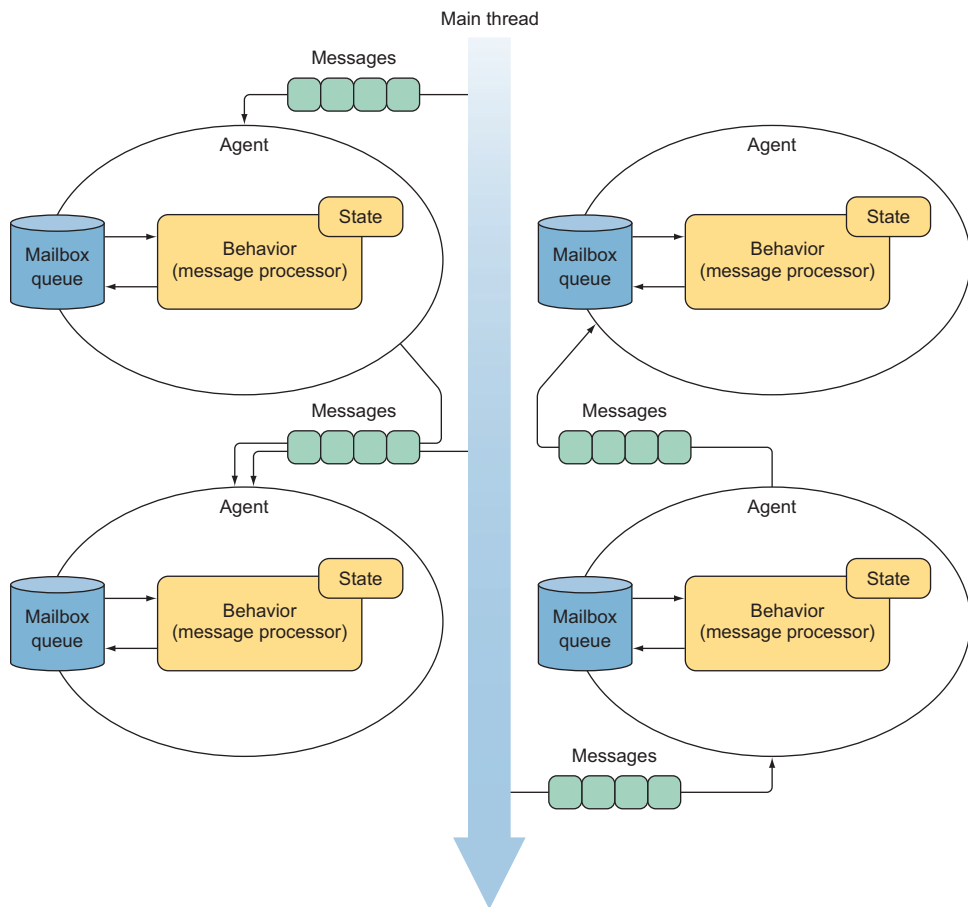 Main thread
Messages
Agent
State
Mailbox
queue
Behavior
(message processor)
Agent
State
Mailbox
queue
Behavior
(message processor)
Messages
Messages
Agent
State
Mailbox
queue
Behavior
(message processor)
Agent
State
Mailbox
queue
Behavior
(message processor)
Messages